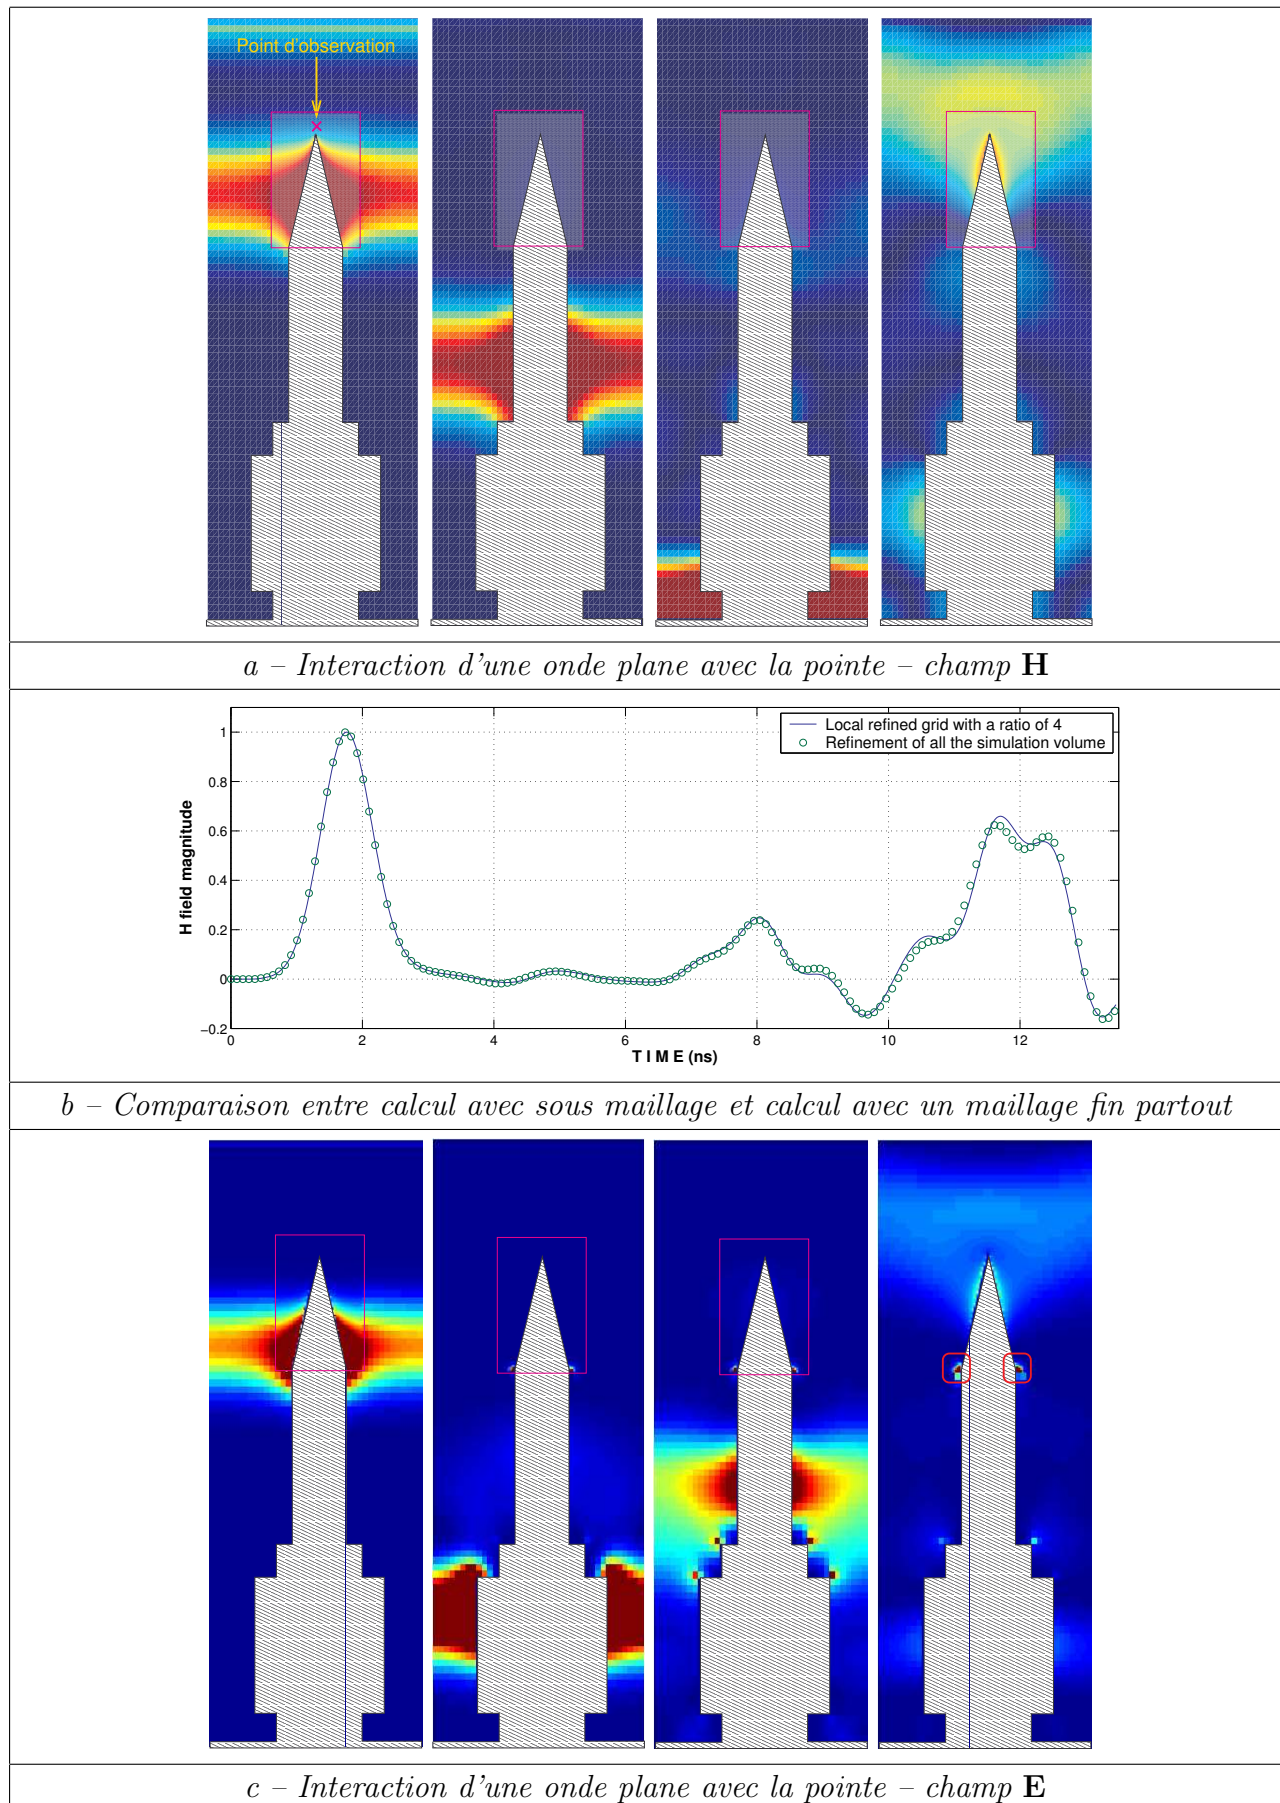 Point d'observation
a – Interaction d'une onde plane avec la pointe – champ H
Local refined grid with a ratio of 4
Refinement of all the simulation volume
1
0.8
0.6
0.4
0.2
0
−0.2
H field magnitude
0 2 4 6 8 10 12
T I M E (ns)
b – Comparaison entre calcul avec sous maillage et calcul avec un maillage fin partout
c – Interaction d'une onde plane avec la pointe – champ E